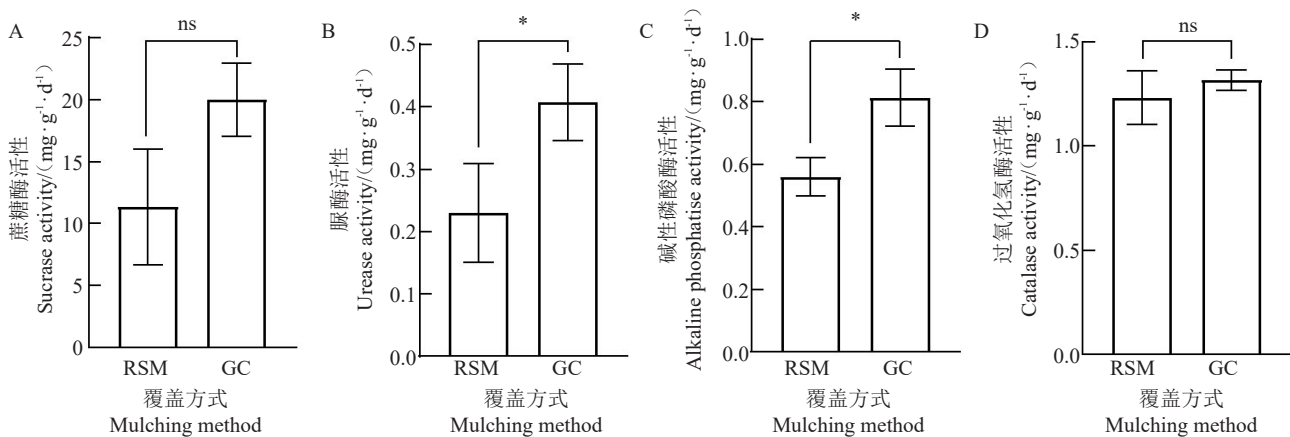 A
ns
25
20
15
10
5
0
蔗糖酶活性
Sucrase activity/(mg·g⁻¹·d⁻¹)
RSM GC
覆盖方式
Mulching method
B
*
0.5
0.4
0.3
0.2
0.1
0.0
脲酶活性
Urease activity/(mg·g⁻¹·d⁻¹)
RSM GC
覆盖方式
Mulching method
C
*
1.0
0.8
0.6
0.4
0.2
0.0
碱性磷酸酶活性
Alkaline phosphatise activity/(mg·g⁻¹·d⁻¹)
RSM GC
覆盖方式
Mulching method
D
ns
1.5
1.0
0.5
0.0
过氧化氢酶活牲
Catalase activity/(mg·g⁻¹·d⁻¹)
RSM GC
覆盖方式
Mulching method